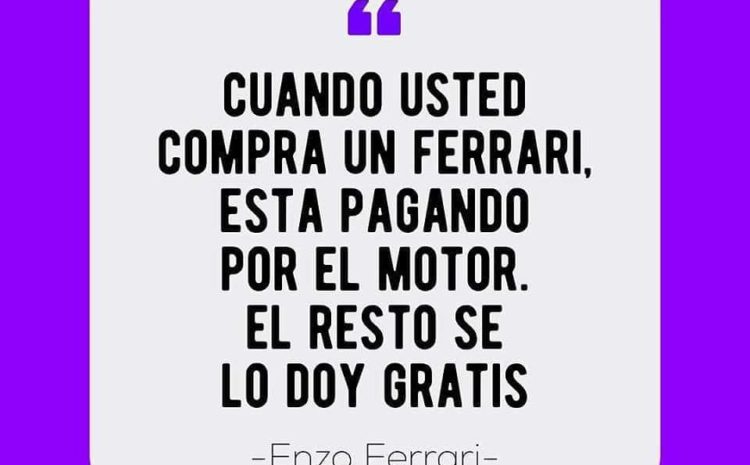 CUANDO USTED
COMPRA UN FERRARI,
ESTA PAGANDO
POR EL MOTOR.
EL RESTO SE
LO DOY GRATIS
-Enzo Ferrari-